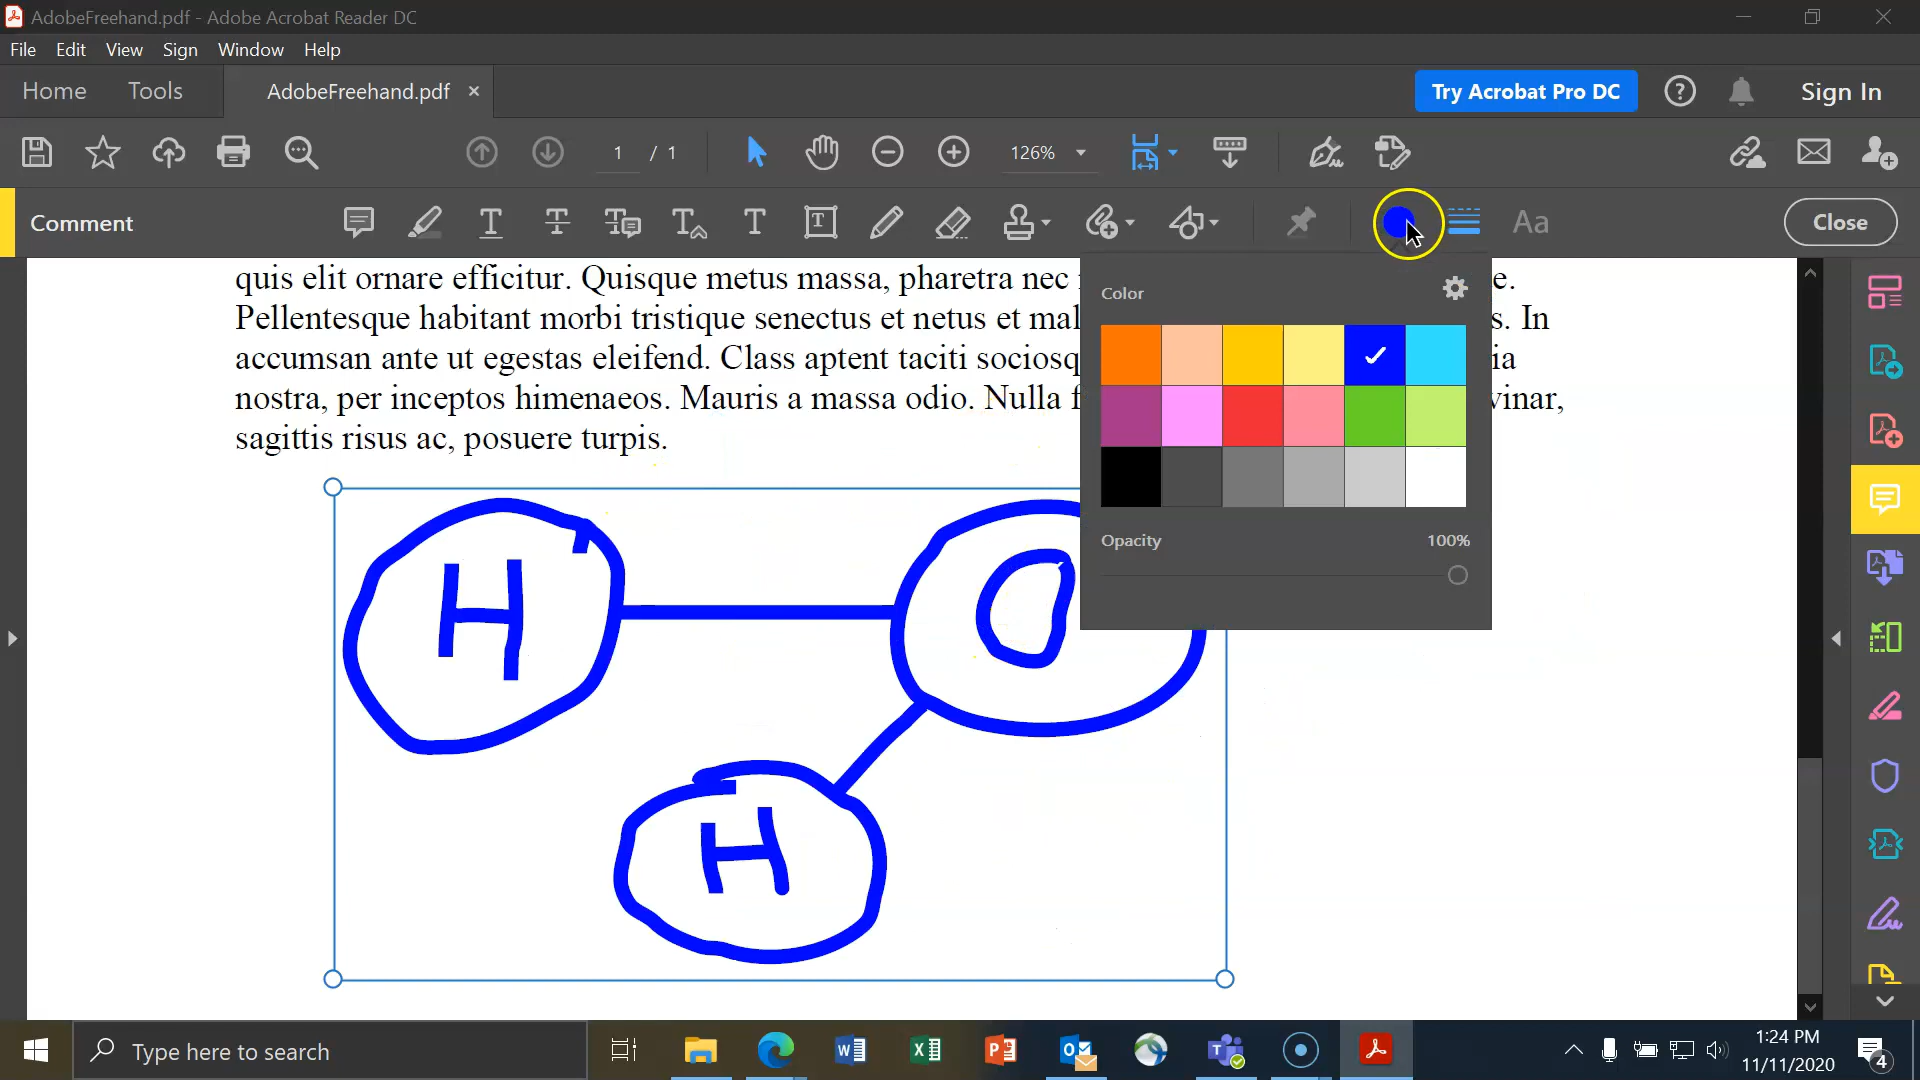 AdobeFreehand.pdf - Adobe Acrobat Reader DC
File Edit View Sign Window Help
Home Tools AdobeFreehand.pdf × Try Acrobat Pro DC ? Sign In
1 / 1 126%
Comment T T T T T T Aa Close
quis elit ornare efficitur. Quisque metus massa, pharetra nec e.
Pellentesque habitant morbi tristique senectus et netus et mal s. In
accumsan ante ut egestas eleifend. Class aptent taciti sociosq ia
nostra, per inceptos himenaeos. Mauris a massa odio. Nulla f vinar,
sagittis risus ac, posuere turpis.
Color
Opacity 100%
H O
H
Type here to search
1:24 PM
11/11/2020
4